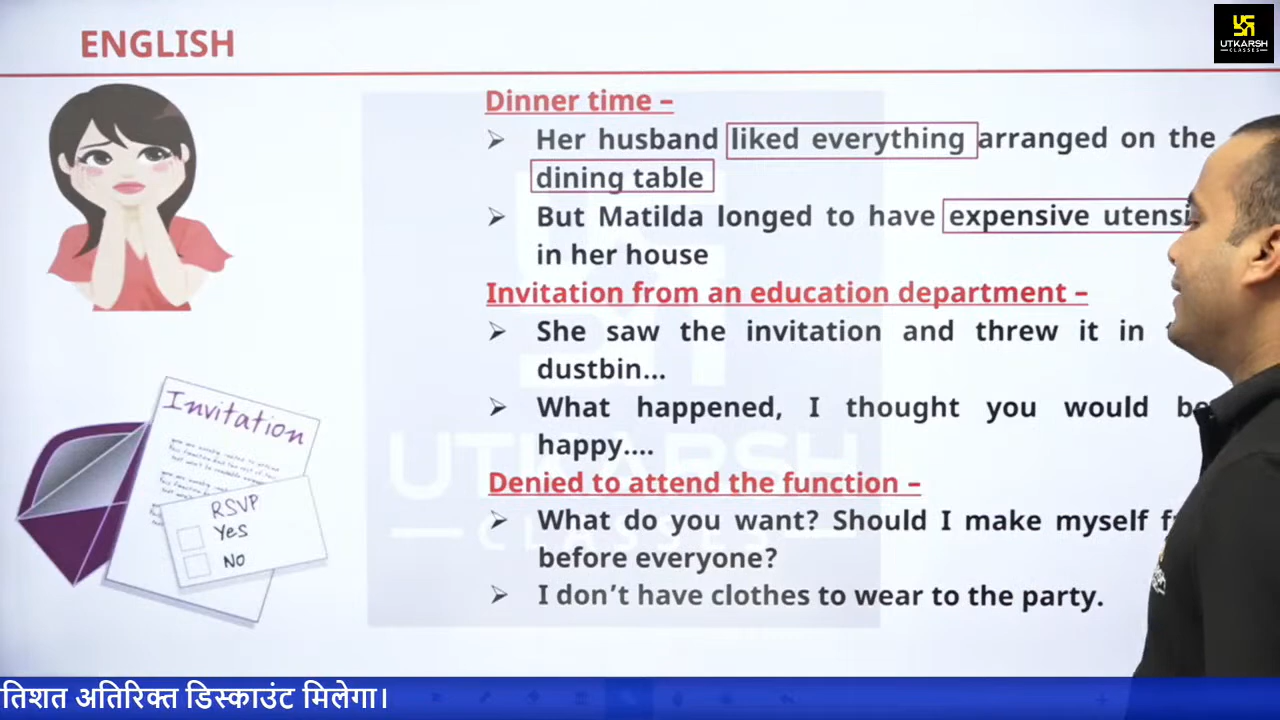 ENGLISH
UTKARSH
CLASSES
Dinner time –
➢ Her husband liked everything arranged on the
dining table
➢ But Matilda longed to have expensive
in her house
Invitation from an education department –
➢ She saw the invitation and threw it in
dustbin...
➢ What happened, I thought you would be
happy....
Denied to attend the function –
➢ What do you want? Should I make myself
before everyone?
➢ I don't have clothes to wear to the party.
Invitation
RSVP
Yes
No
UTKARSH
CLASSES
तिशत अतिरिक्त डिस्काउंट मिलेगा।